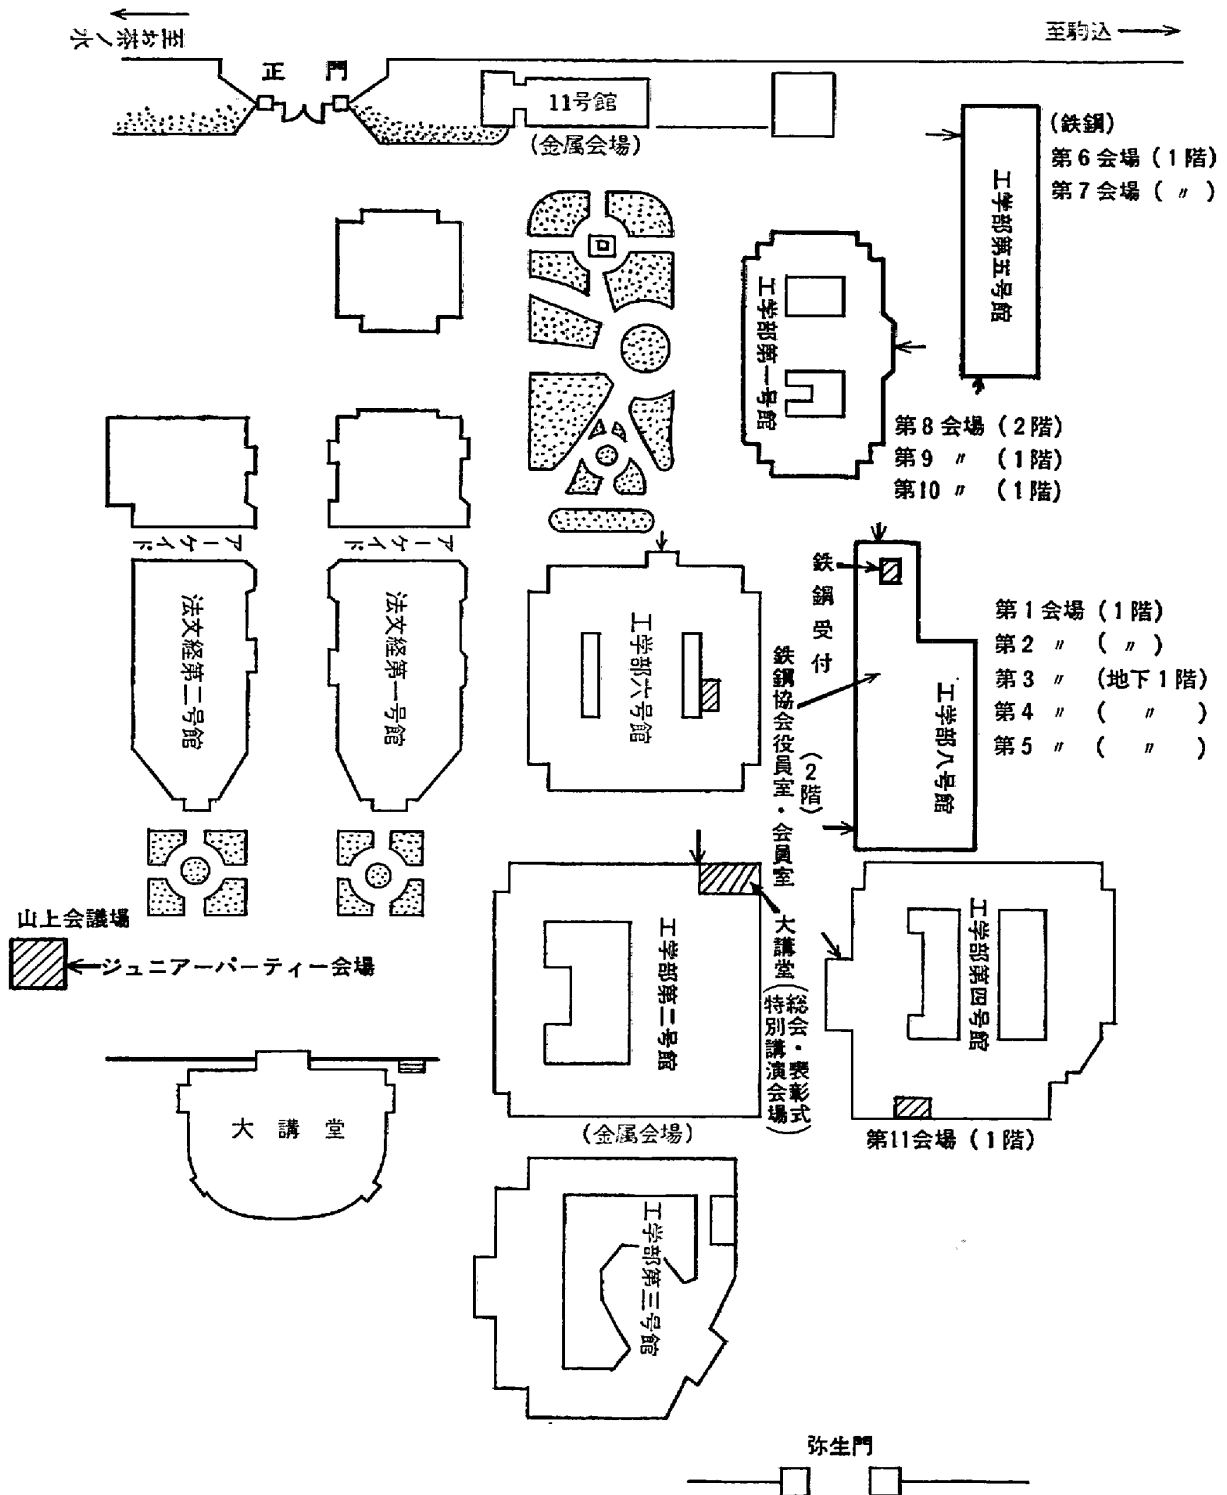 至お茶ノ水
至駒込
正門
11号館
(金属会場)
(鉄鋼)
第6会場(1階)
第7会場(〃)
工学部第五号館
工学部第一号館
第8会場(2階)
第9〃(1階)
第10〃(1階)
アーケイド
アーケイド
法文経第二号館
法文経第一号館
工学部六号館
鉄鋼受付
鉄鋼協会役員室・会員室(2階)
工学部八号館
第1会場(1階)
第2〃(〃)
第3〃(地下1階)
第4〃(〃)
第5〃(〃)
山上会議場
ジュニアーパーティー会場
工学部第二号館
(金属会場)
大講堂(総会・表彰式
特別講演会場)
工学部第四号館
第11会場(1階)
大講堂
工学部第三号館
弥生門